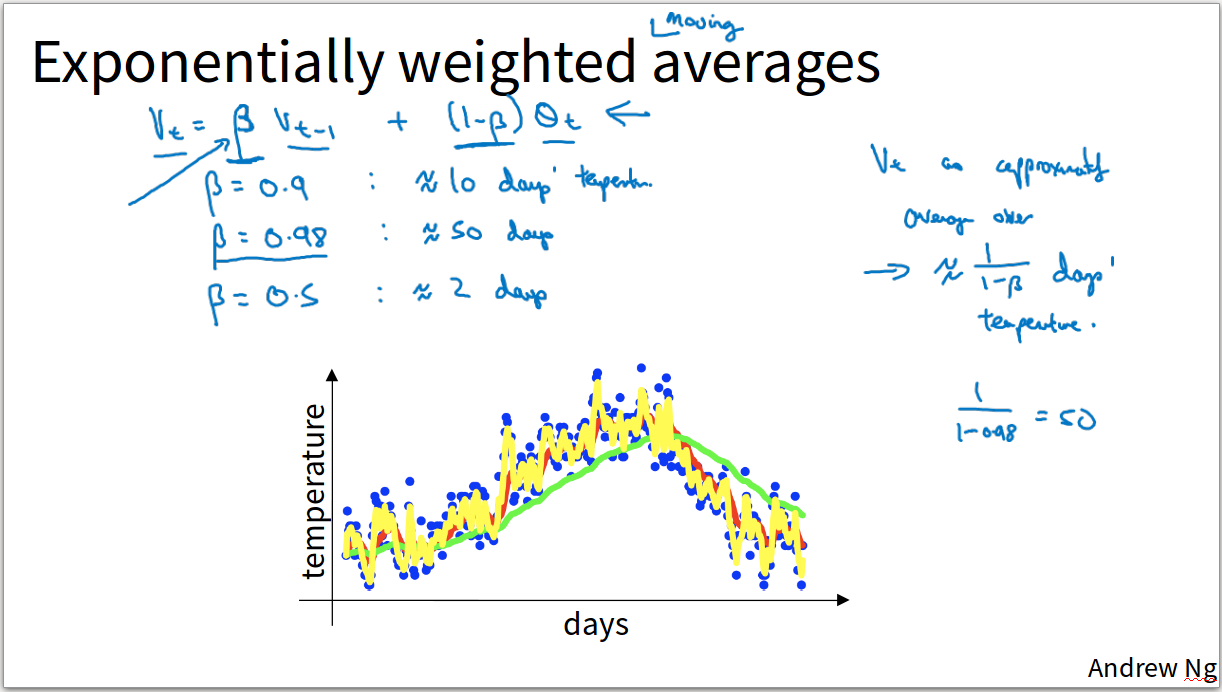 Moving
Exponentially weighted averages
Vt = β Vt-1 + (1-β) θt ←
β = 0.9 : ≈ 10 days' temperature.
β = 0.98 : ≈ 50 days
β = 0.5 : ≈ 2 days
Vt as approximately
average over
→ ≈ 1/(1-β) days'
temperature.
1/(1-0.98) = 50
temperature
days
Andrew Ng